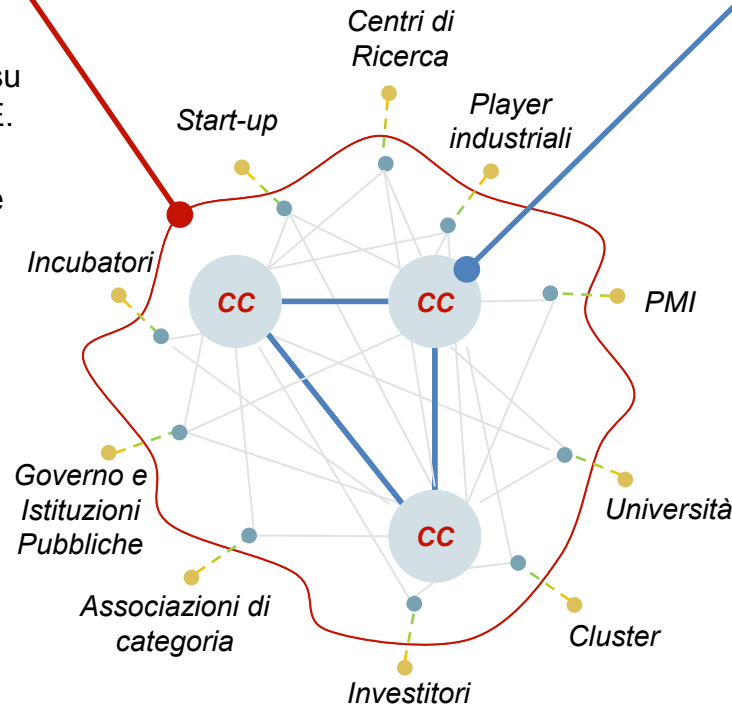 Centri di
Ricerca
su
E.
Player
industriali
Start-up
e
Incubatori
CC
CC
PMI
Governo e
Istituzioni
Pubbliche
Università
CC
Associazioni di
categoria
Cluster
Investitori